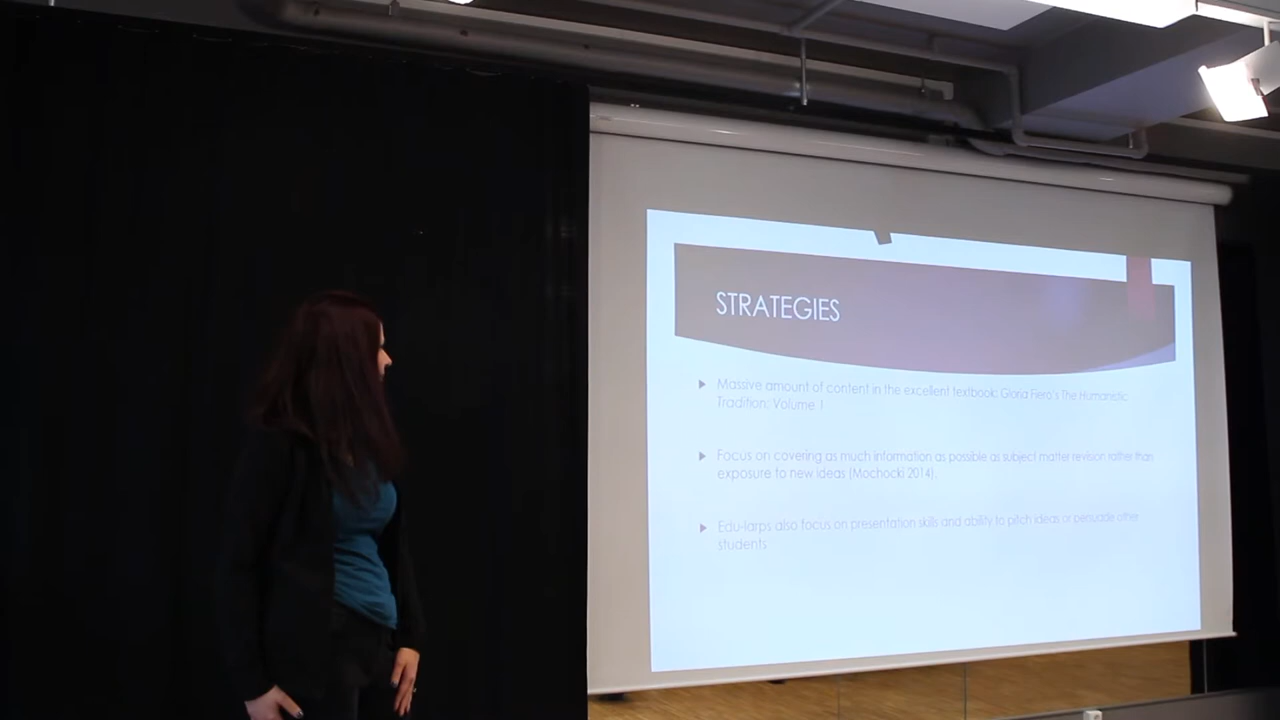 STRATEGIES
Massive amount of content in the excellent textbook: Gloria Fiero's The Humanistic
Tradition: Volume 1
Focus on covering as much information as possible as subject matter revision rather than
exposure to new ideas (Mochocki 2014).
Edu-larps also focus on presentation skills and ability to pitch ideas or persuade other
students